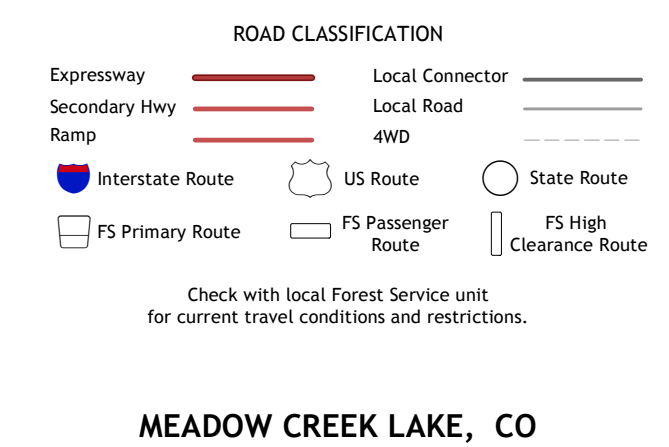 ROAD CLASSIFICATION
Expressway
Local Connector
Secondary Hwy
Local Road
Ramp
4WD
Interstate Route
US Route
State Route
FS Primary Route
FS Passenger
Route
FS High
Clearance Route
Check with local Forest Service unit
for current travel conditions and restrictions.
MEADOW CREEK LAKE, CO